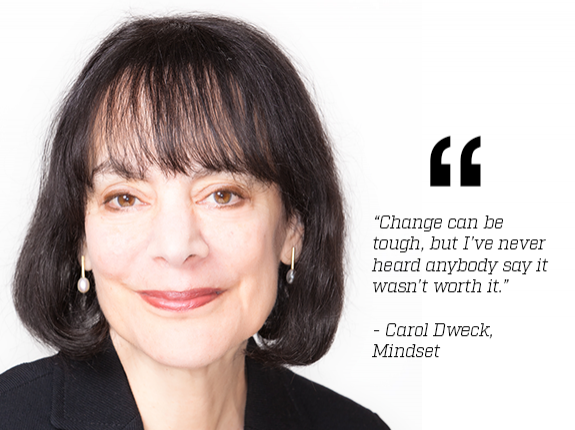 “
“Change can be
tough, but I’ve never
heard anybody say it
wasn’t worth it.”
- Carol Dweck,
Mindset